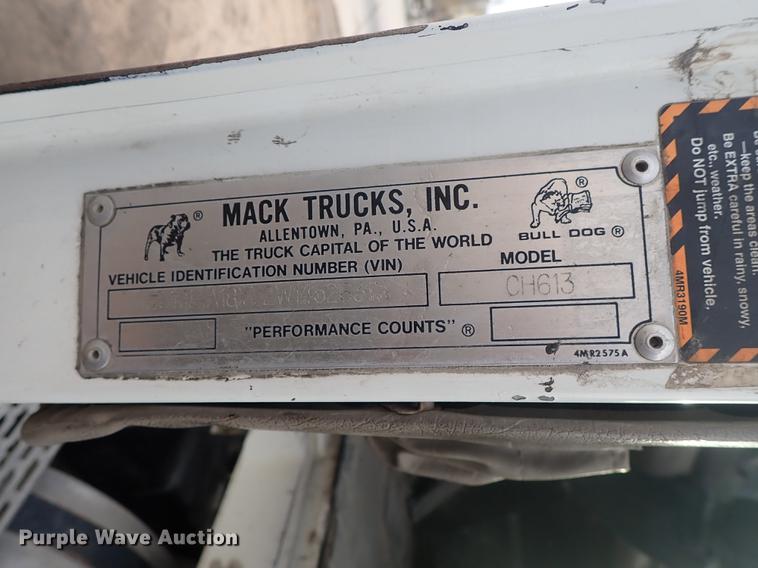 MACK TRUCKS, INC.
ALLENTOWN, PA., U.S.A.
THE TRUCK CAPITAL OF THE WORLD
BULL DOG ®
VEHICLE IDENTIFICATION NUMBER (VIN)
MODEL
CH613
"PERFORMANCE COUNTS" ®
4MR2575A
—keep the areas clean.
Be EXTRA careful in rainy, snowy,
etc., weather.
Do NOT jump from vehicle.
4MR3190M
Purple Wave Auction